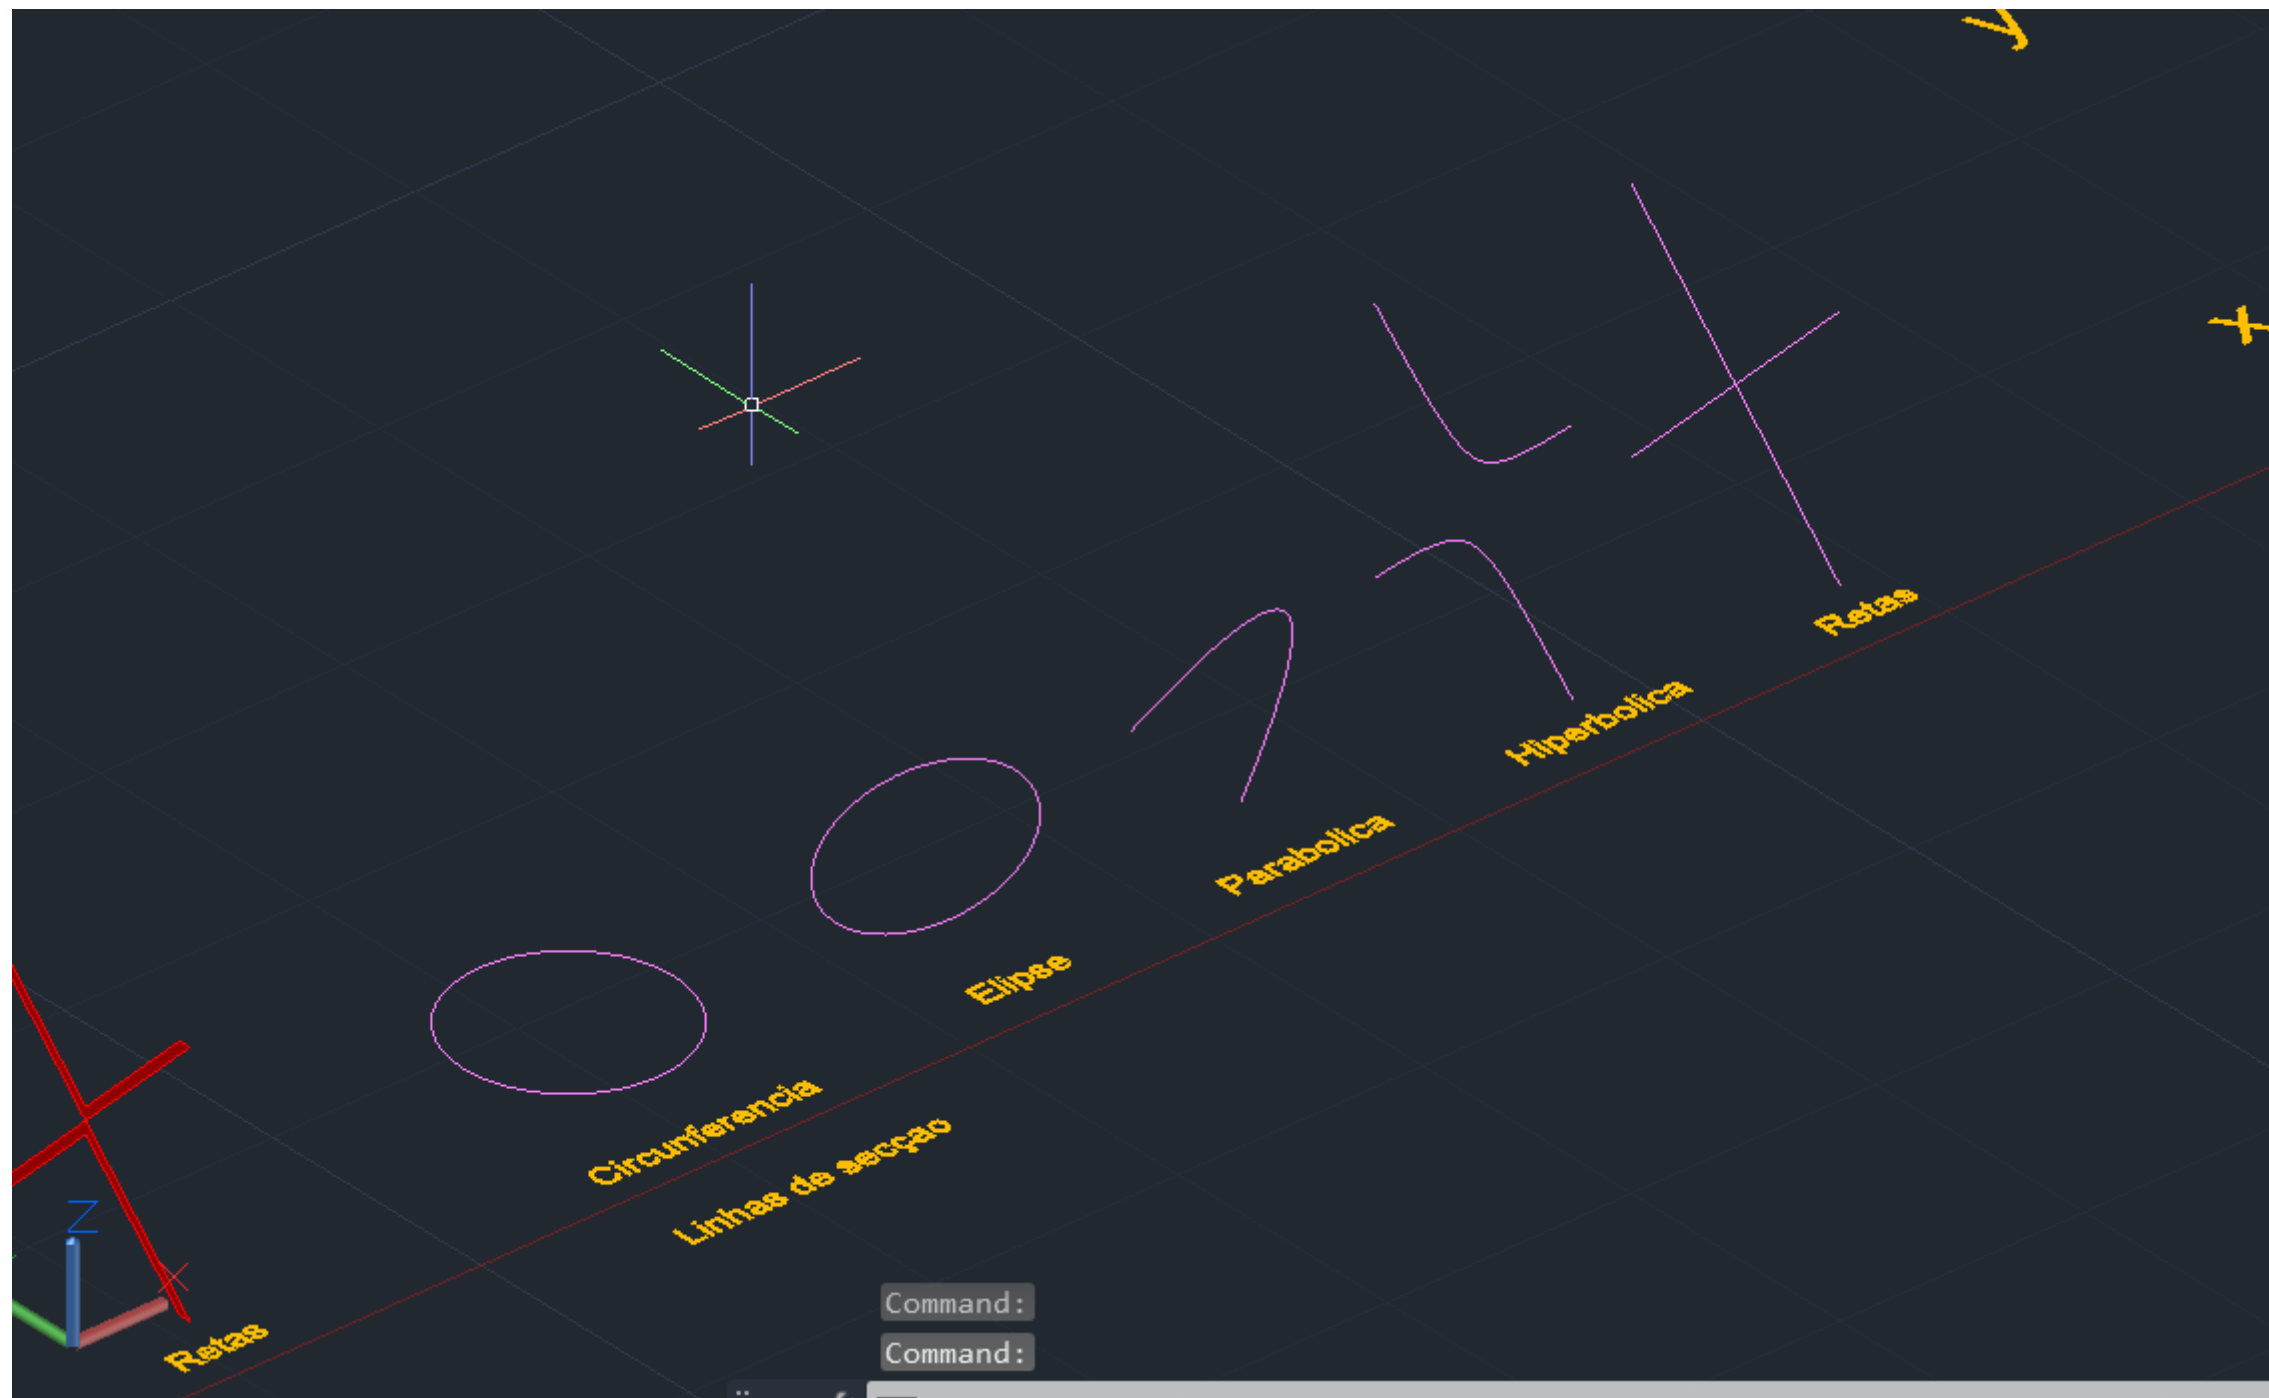 y
x
Retas
Hiperbolica
Parabolica
Elipse
Circunferencia
Linhas de secção
Z
X
Retas
Command:
Command: